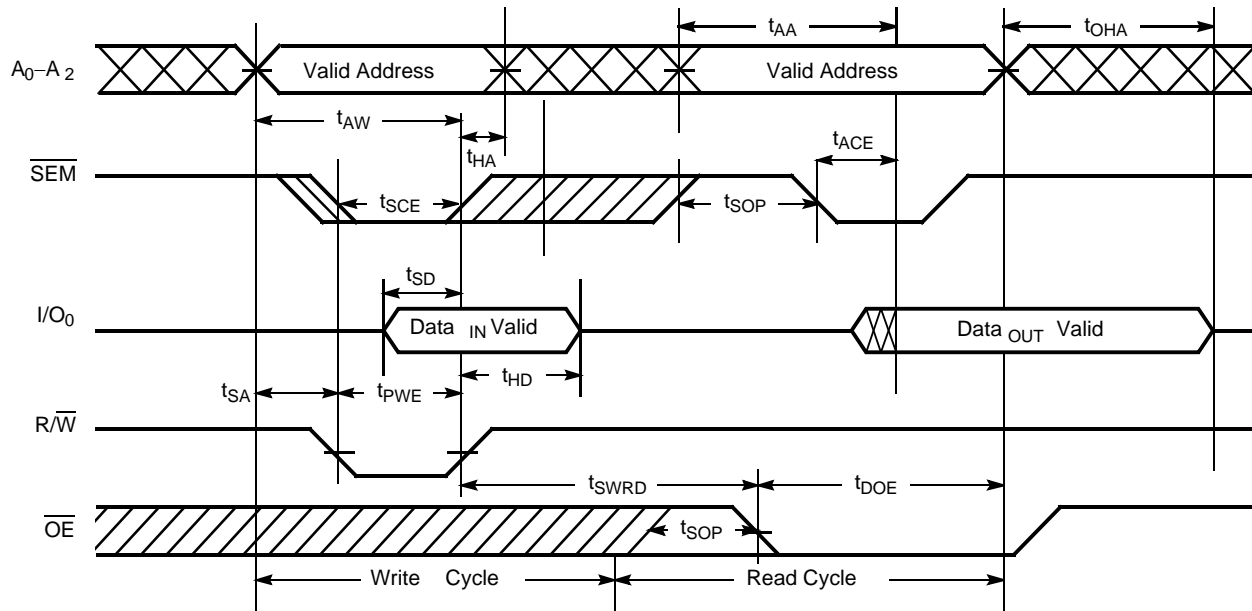 tAA
tOHA
A0–A2
Valid Address
Valid Address
tAW
tHA
tACE
SEM
tSCE
tSOP
tSD
I/O0
Data IN Valid
Data OUT Valid
tSA
tPWE
tHD
R/W
tSWRD
tDOE
OE
tSOP
Write Cycle
Read Cycle